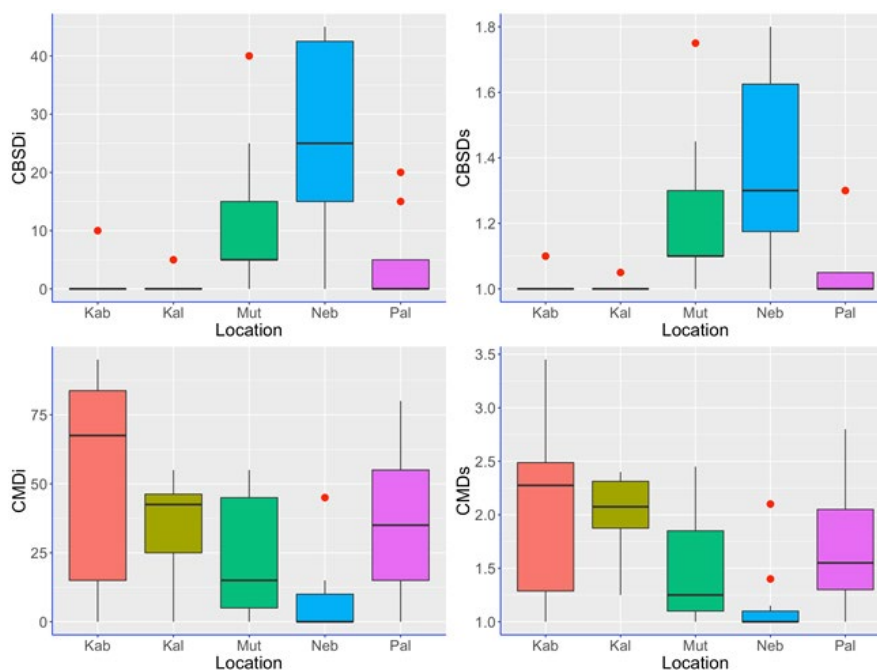 CBSDi
40
30
20
10
0
Kab Kal Mut Neb Pal
Location
CBSDs
1.8
1.6
1.4
1.2
1.0
Kab Kal Mut Neb Pal
Location
CMDi
75
50
25
0
Kab Kal Mut Neb Pal
Location
CMDs
3.5
3.0
2.5
2.0
1.5
1.0
Kab Kal Mut Neb Pal
Location